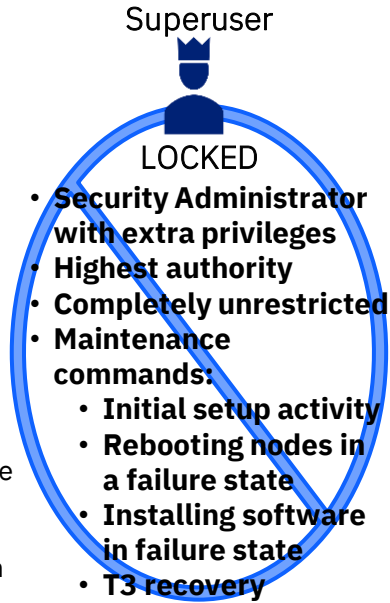 Superuser
LOCKED
• Security Administrator
with extra privileges
• Highest authority
• Completely unrestricted
• Maintenance
commands:
• Initial setup activity
• Rebooting nodes in
a failure state
• Installing software
in failure state
• T3 recovery